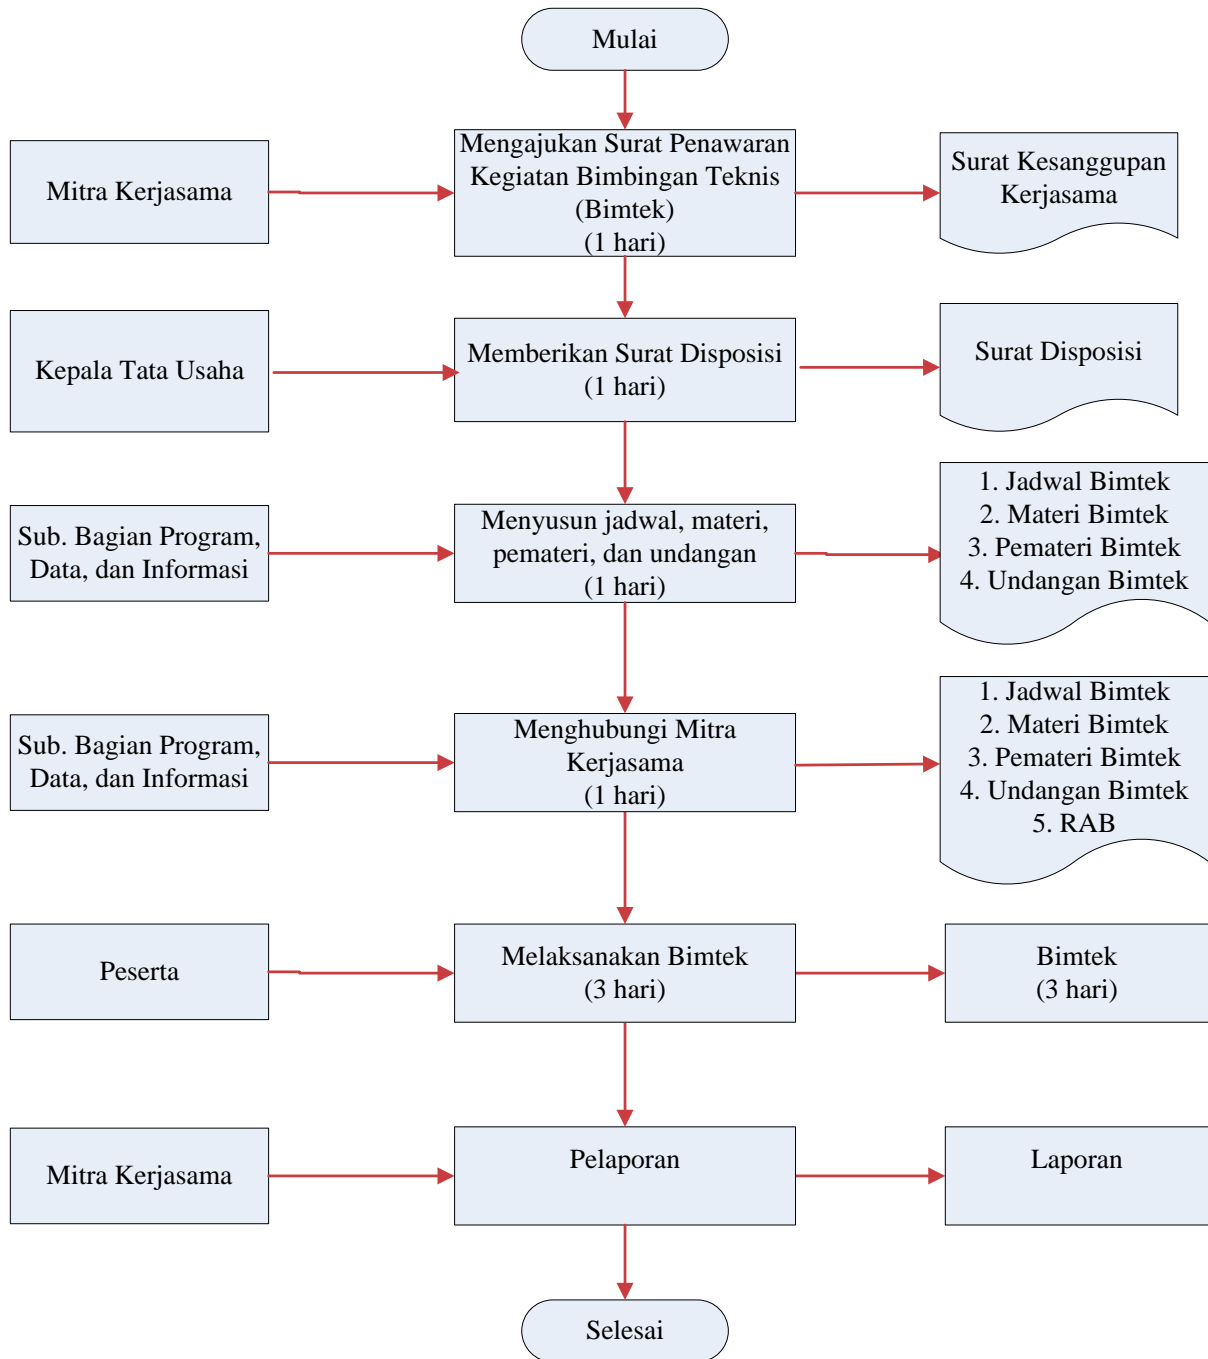 Mulai
Mitra Kerjasama
Mengajukan Surat Penawaran
Kegiatan Bimbingan Teknis
(Bimtek)
(1 hari)
Surat Kesanggupan
Kerjasama
Kepala Tata Usaha
Memberikan Surat Disposisi
(1 hari)
Surat Disposisi
Sub. Bagian Program,
Data, dan Informasi
Menyusun jadwal, materi,
pemateri, dan undangan
(1 hari)
1. Jadwal Bimtek
2. Materi Bimtek
3. Pemateri Bimtek
4. Undangan Bimtek
Sub. Bagian Program,
Data, dan Informasi
Menghubungi Mitra
Kerjasama
(1 hari)
1. Jadwal Bimtek
2. Materi Bimtek
3. Pemateri Bimtek
4. Undangan Bimtek
5. RAB
Peserta
Melaksanakan Bimtek
(3 hari)
Bimtek
(3 hari)
Mitra Kerjasama
Pelaporan
Laporan
Selesai